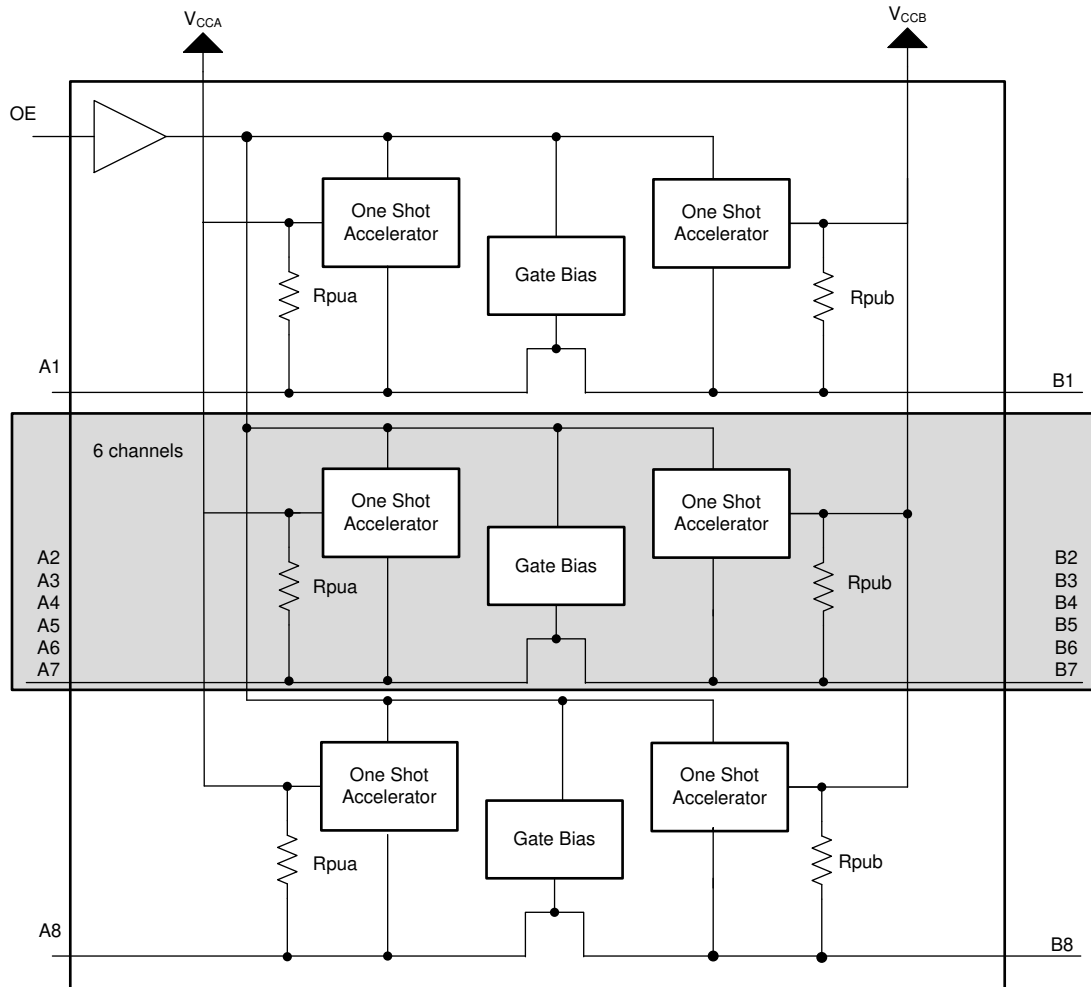 VCCA
VCCB
OE
One Shot
Accelerator
One Shot
Accelerator
Gate Bias
Rpua
Rpub
A1
B1
6 channels
One Shot
Accelerator
One Shot
Accelerator
Gate Bias
Rpua
Rpub
A2
A3
A4
A5
A6
A7
B2
B3
B4
B5
B6
B7
One Shot
Accelerator
One Shot
Accelerator
Gate Bias
Rpua
Rpub
A8
B8